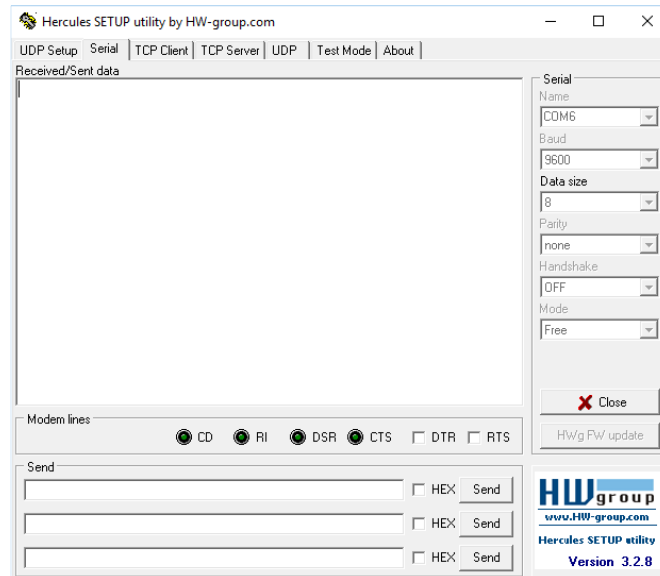 Hercules SETUP utility by HW-group.com
UDP Setup Serial TCP Client TCP Server UDP Test Mode About
Received/Sent data
Serial
Name
COM6
Baud
9600
Data size
8
Parity
none
Handshake
OFF
Mode
Free
Close
HWg FW update
Modem lines
CD RI DSR CTS DTR RTS
Send
HEX Send
HEX Send
HEX Send
HWgroup
www.HW-group.com
Hercules SETUP utility
Version 3.2.8